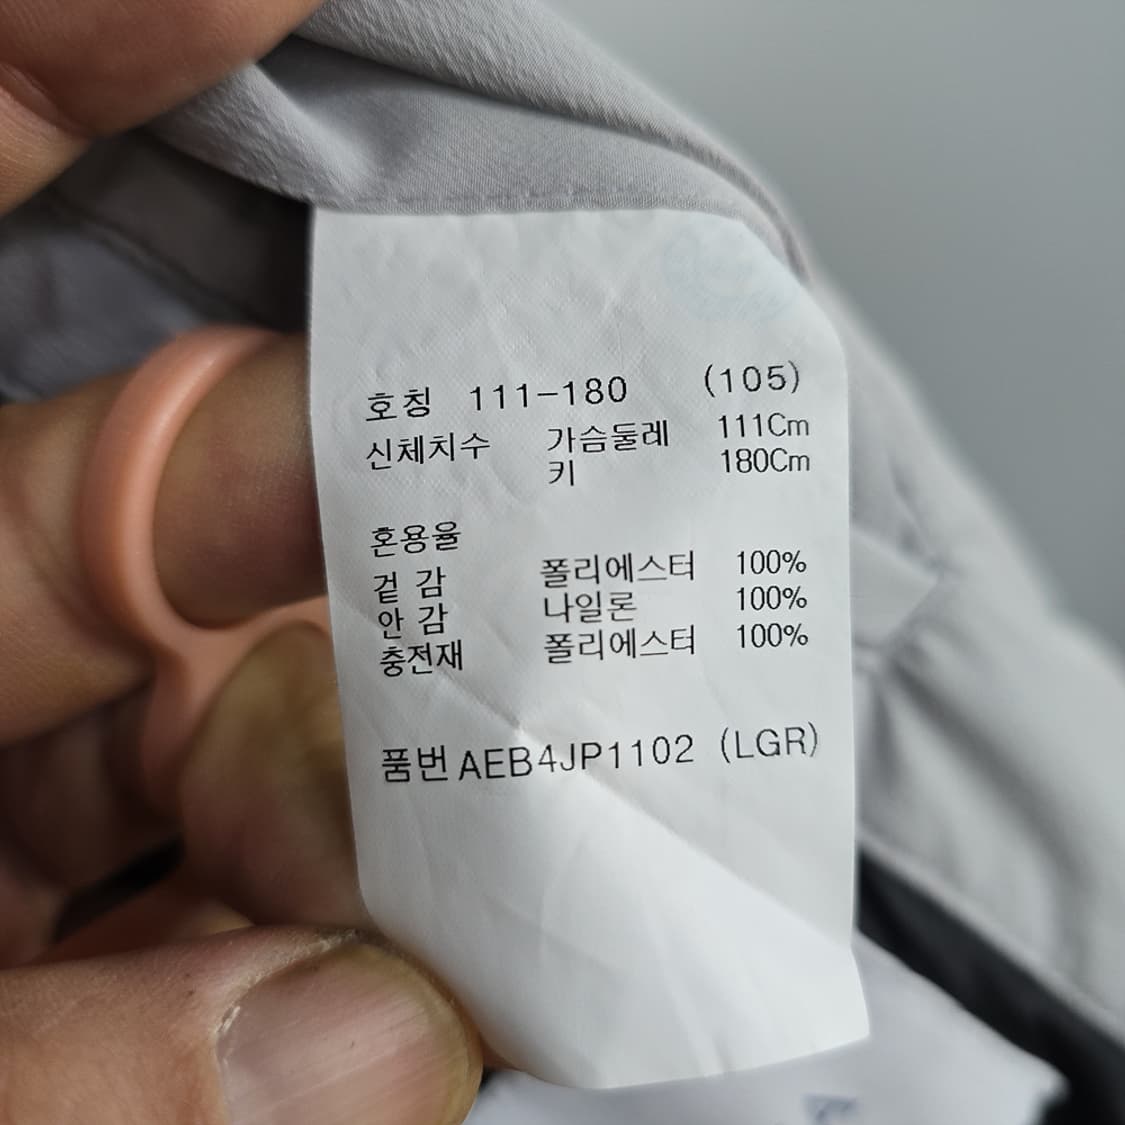 호칭 111-180 (105)
신체치수 가슴둘레 111Cm
키 180Cm
혼용율
겉 감 폴리에스터 100%
안 감 나일론 100%
충전재 폴리에스터 100%
품번 AEB4JP1102 (LGR)